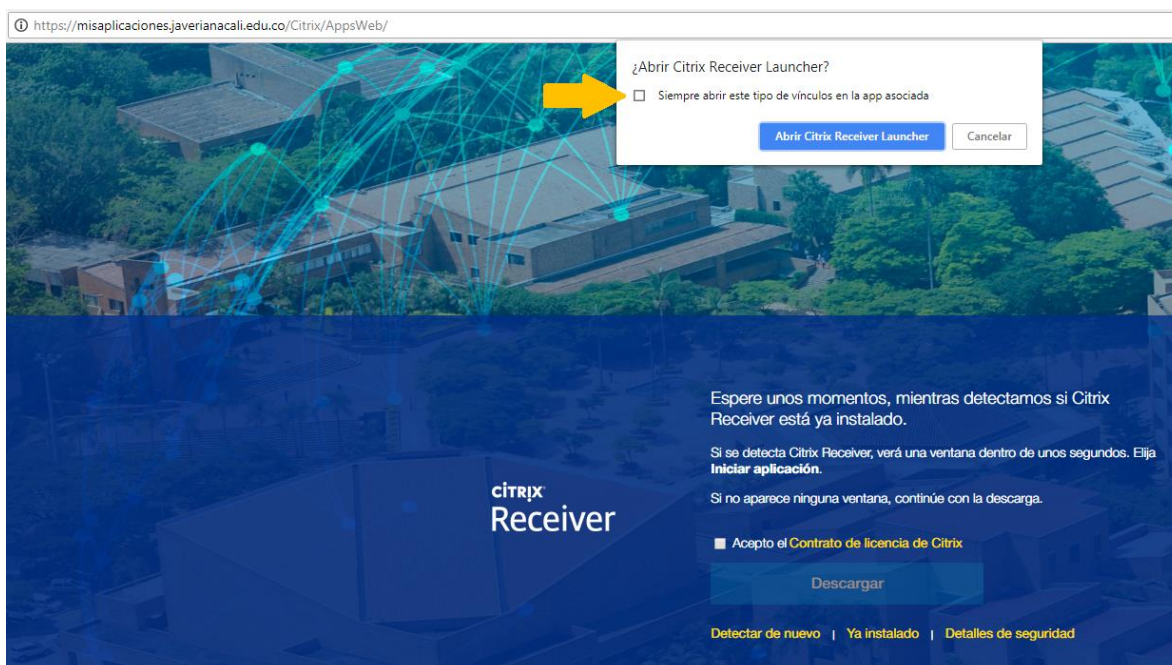 https://misaplicaciones.javerianacali.edu.co/Citrix/AppsWeb/
¿Abrir Citrix Receiver Launcher?
Siempre abrir este tipo de vínculos en la app asociada
Abrir Citrix Receiver Launcher
Cancelar
Espere unos momentos, mientras detectamos si Citrix
Receiver está ya instalado.
Si se detecta Citrix Receiver, verá una ventana dentro de unos segundos. Elija
Iniciar aplicación.
Si no aparece ninguna ventana, continúe con la descarga.
CITRIX
Receiver
Acepto el Contrato de licencia de Citrix
Descargar
Detectar de nuevo | Ya instalado | Detalles de seguridad